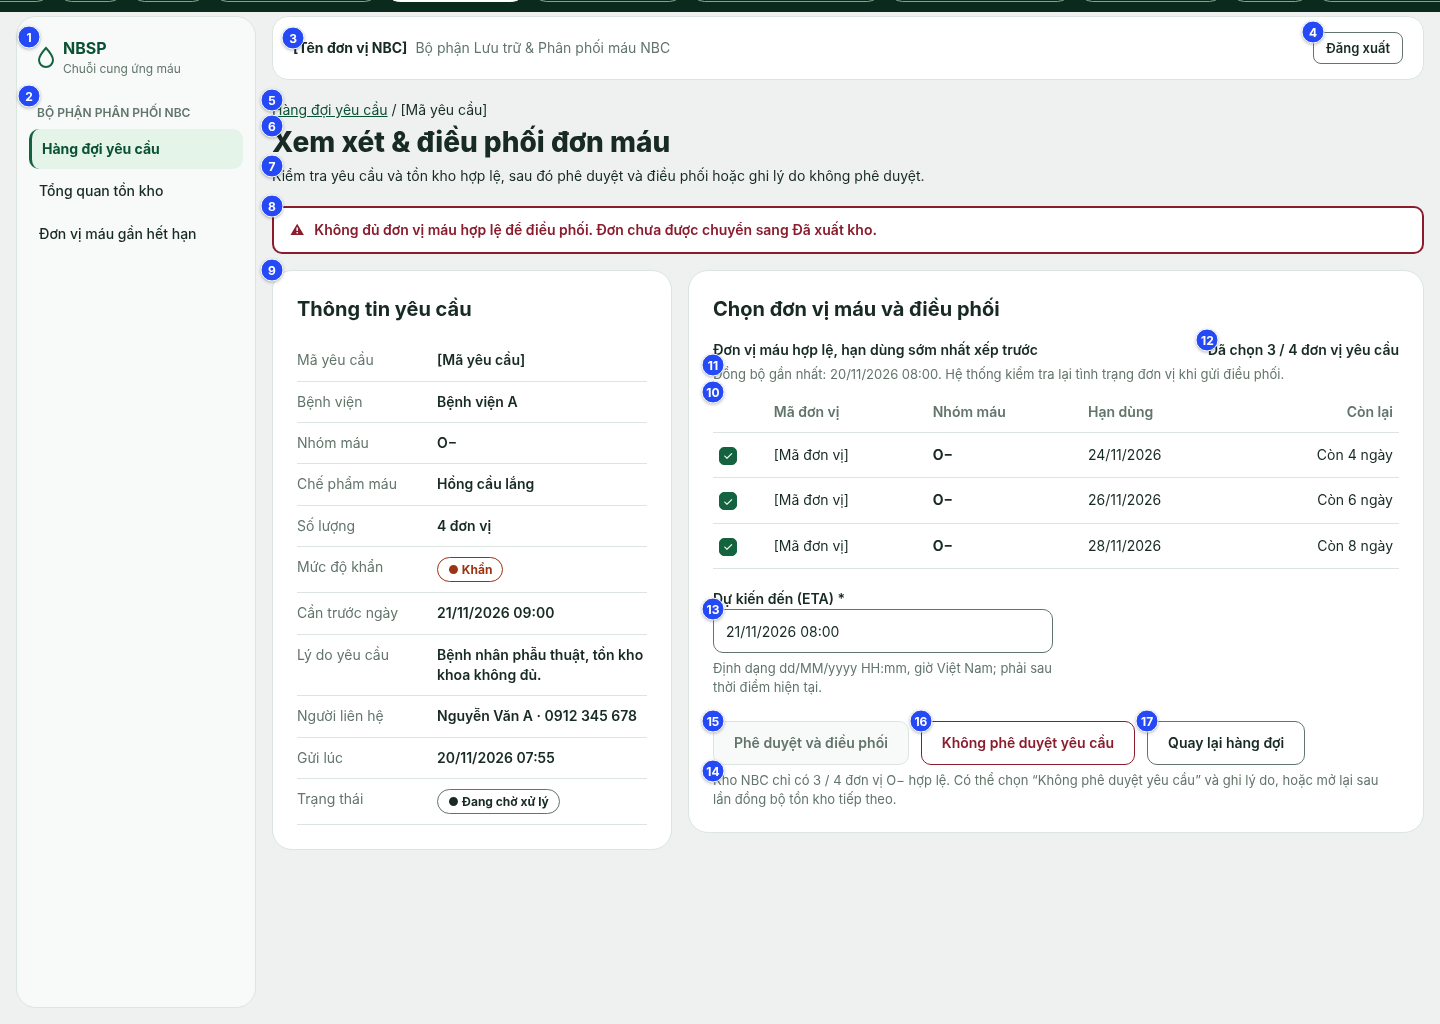 1
NBSP
Chuỗi cung ứng máu
2
BỘ PHẬN PHÂN PHỐI NBC
Hàng đợi yêu cầu
Tổng quan tồn kho
Đơn vị máu gần hết hạn
3
[Tên đơn vị NBC] Bộ phận Lưu trữ & Phân phối máu NBC
4
Đăng xuất
5
Hàng đợi yêu cầu / [Mã yêu cầu]
6
Xem xét & điều phối đơn máu
7
Kiểm tra yêu cầu và tồn kho hợp lệ, sau đó phê duyệt và điều phối hoặc ghi lý do không phê duyệt.
8
Không đủ đơn vị máu hợp lệ để điều phối. Đơn chưa được chuyển sang Đã xuất kho.
9
Thông tin yêu cầu
Mã yêu cầu [Mã yêu cầu]
Bệnh viện Bệnh viện A
Nhóm máu O−
Chế phẩm máu Hồng cầu lắng
Số lượng 4 đơn vị
Mức độ khẩn Khẩn
Cần trước ngày 21/11/2026 09:00
Lý do yêu cầu Bệnh nhân phẫu thuật, tồn kho
khoa không đủ.
Người liên hệ Nguyễn Văn A · 0912 345 678
Gửi lúc 20/11/2026 07:55
Trạng thái Đang chờ xử lý
Chọn đơn vị máu và điều phối
12
Đơn vị máu hợp lệ, hạn dùng sớm nhất xếp trước Đã chọn 3 / 4 đơn vị yêu cầu
11
Đồng bộ gần nhất: 20/11/2026 08:00. Hệ thống kiểm tra lại tình trạng đơn vị khi gửi điều phối.
10
Mã đơn vị Nhóm máu Hạn dùng Còn lại
[Mã đơn vị] O− 24/11/2026 Còn 4 ngày
[Mã đơn vị] O− 26/11/2026 Còn 6 ngày
[Mã đơn vị] O− 28/11/2026 Còn 8 ngày
Dự kiến đến (ETA) *
13
21/11/2026 08:00
Định dạng dd/MM/yyyy HH:mm, giờ Việt Nam; phải sau
thời điểm hiện tại.
15 16 17
Phê duyệt và điều phối Không phê duyệt yêu cầu Quay lại hàng đợi
14
Kho NBC chỉ có 3 / 4 đơn vị O− hợp lệ. Có thể chọn “Không phê duyệt yêu cầu” và ghi lý do, hoặc mở lại sau
lần đồng bộ tồn kho tiếp theo.